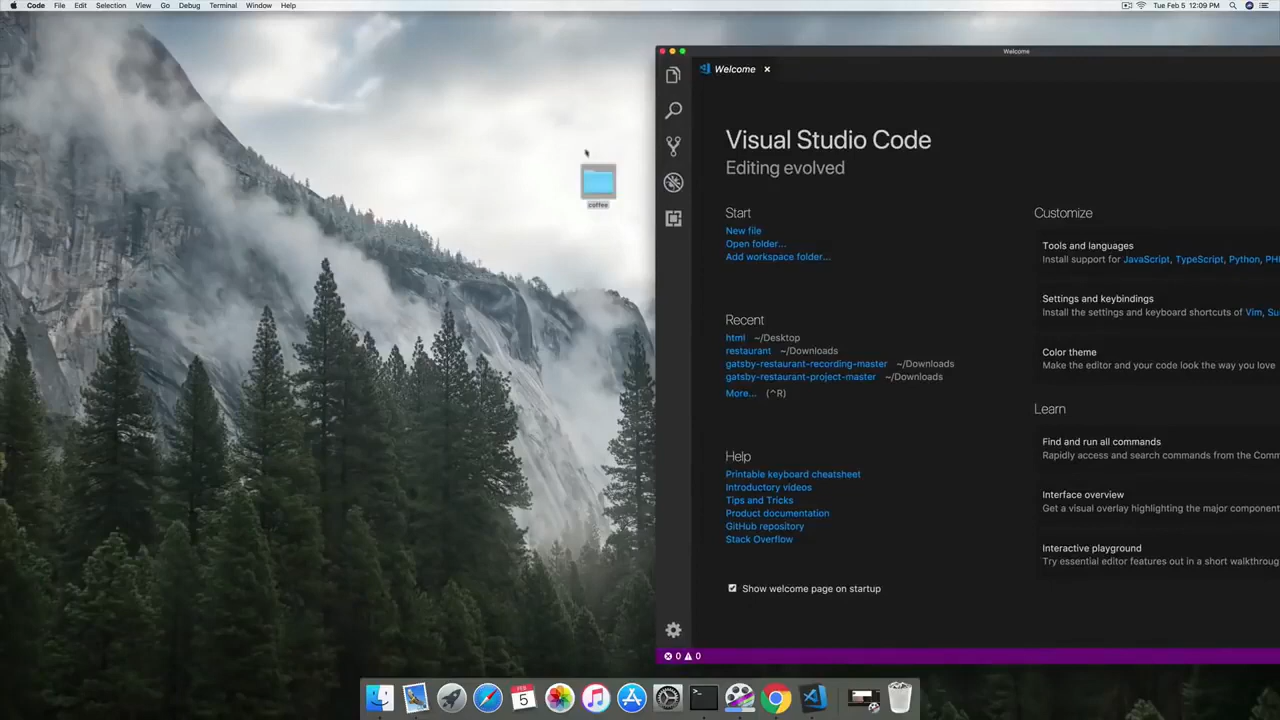 Code File Edit Selection View Go Debug Terminal Window Help
Tue Feb 5 12:09 PM
coffee
Welcome
Welcome
Visual Studio Code
Editing evolved
Start
New file
Open folder...
Add workspace folder...
Recent
html ~/Desktop
restaurant ~/Downloads
gatsby-restaurant-recording-master ~/Downloads
gatsby-restaurant-project-master ~/Downloads
More... (^R)
Help
Printable keyboard cheatsheet
Introductory videos
Tips and Tricks
Product documentation
GitHub repository
Stack Overflow
Show welcome page on startup
Customize
Tools and languages
Install support for JavaScript, TypeScript, Python, PH
Settings and keybindings
Install the settings and keyboard shortcuts of Vim, Su
Color theme
Make the editor and your code look the way you love
Learn
Find and run all commands
Rapidly access and search commands from the Com
Interface overview
Get a visual overlay highlighting the major component
Interactive playground
Try essential editor features out in a short walkthroug
0 0
FEB
5